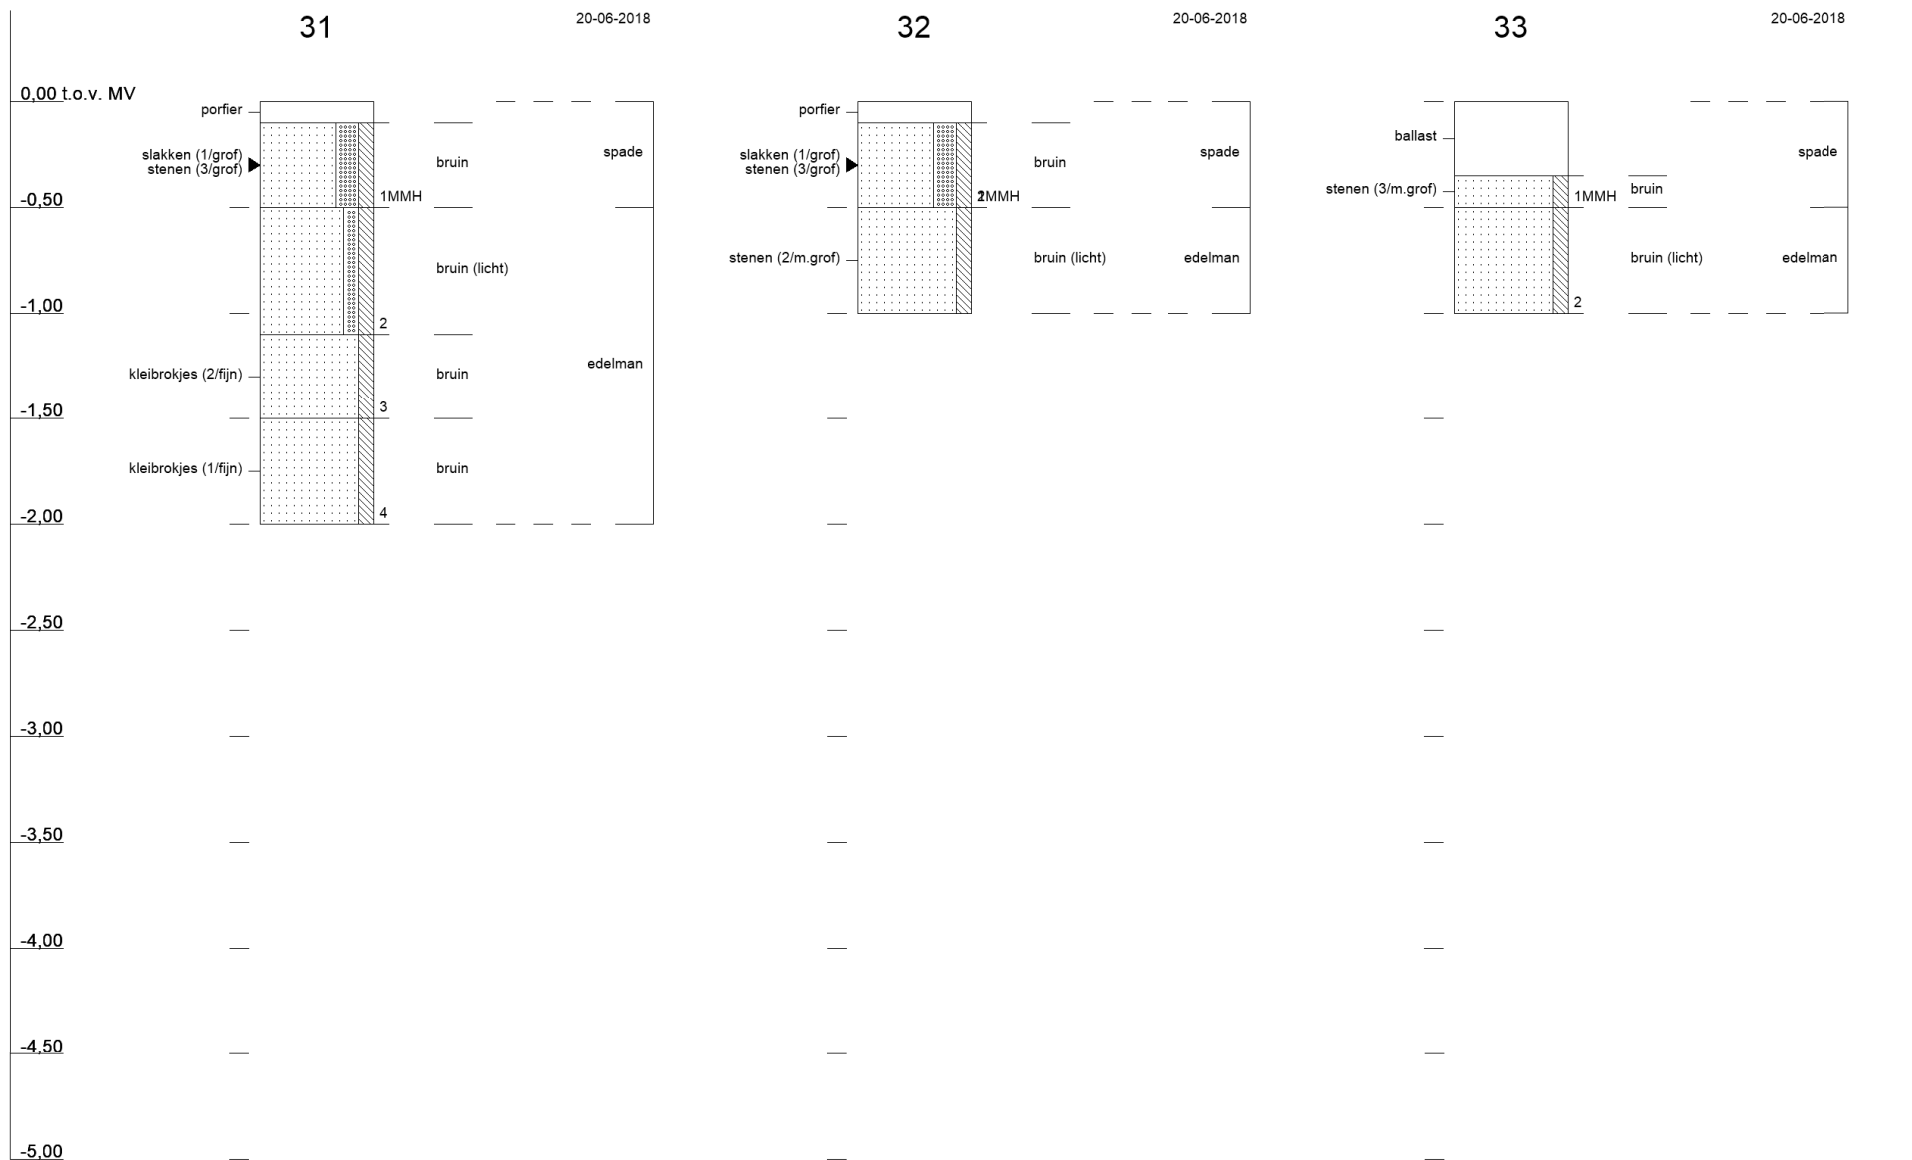 31
20-06-2018
32
20-06-2018
33
20-06-2018
0,00 t.o.v. MV
-0,50
-1,00
-1,50
-2,00
-2,50
-3,00
-3,50
-4,00
-4,50
-5,00
porfier
slakken (1/grof)
stenen (3/grof)
bruin
spade
1MMH
bruin (licht)
2
kleibrokjes (2/fijn)
bruin
edelman
3
kleibrokjes (1/fijn)
bruin
4
porfier
slakken (1/grof)
stenen (3/grof)
bruin
spade
MMH
stenen (2/m.grof)
bruin (licht)
edelman
ballast
spade
stenen (3/m.grof)
bruin
1MMH
bruin (licht)
edelman
2